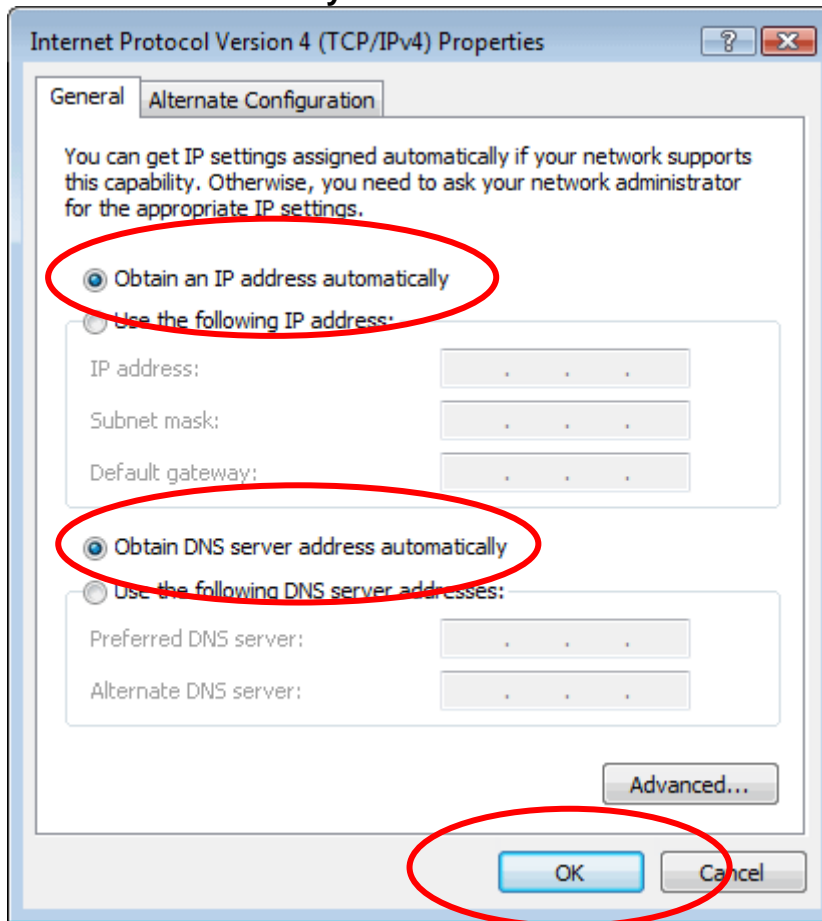 Internet Protocol Version 4 (TCP/IPv4) Properties
General
Alternate Configuration
You can get IP settings assigned automatically if your network supports
this capability. Otherwise, you need to ask your network administrator
for the appropriate IP settings.
Obtain an IP address automatically
Use the following IP address:
IP address:
Subnet mask:
Default gateway:
Obtain DNS server address automatically
Use the following DNS server addresses:
Preferred DNS server:
Alternate DNS server:
Advanced...
OK
Cancel